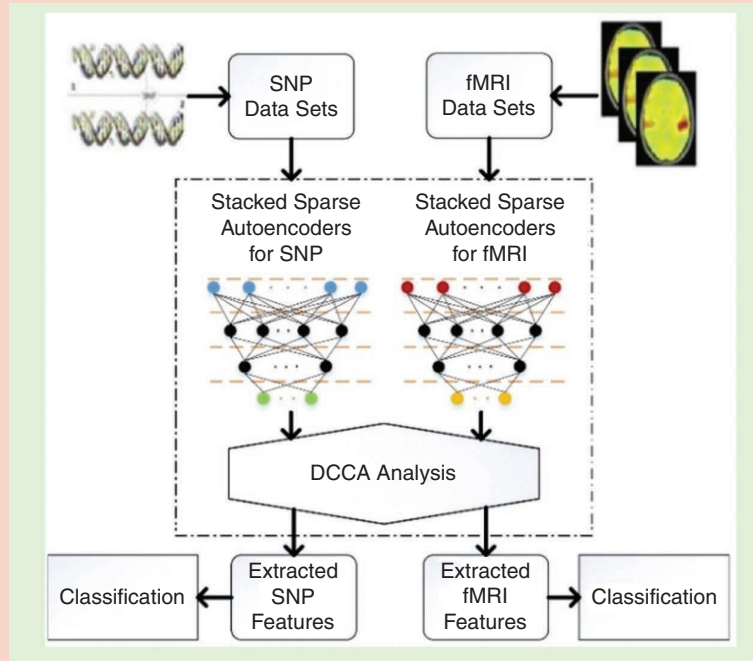 SNP
Data Sets
fMRI
Data Sets
Stacked Sparse
Autoencoders
for SNP
Stacked Sparse
Autoencoders
for fMRI
DCCA Analysis
Classification
Extracted
SNP
Features
Extracted
fMRI
Features
Classification